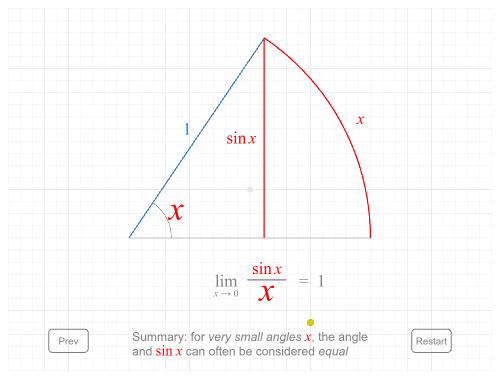 1
sin x
x
x
lim x → 0 sin x / x = 1
Prev
Summary: for very small angles x, the angle
and sin x can often be considered equal
Restart